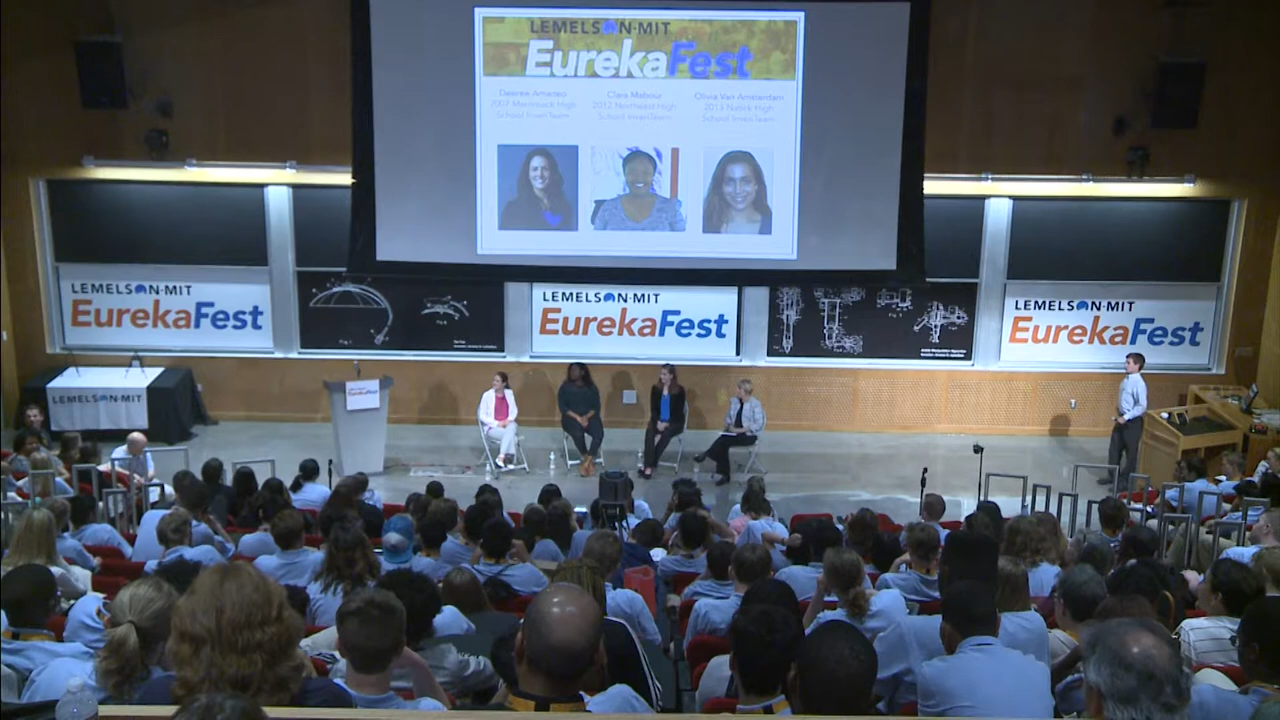 LEMELSON-MIT
EurekaFest
Desiree Amadeo
2007 Merrimack High
School InvenTeam
Clara Mabour
2012 Northeast High
School InvenTeam
Olivia Van Amsterdam
2013 Natick High
School InvenTeam
LEMELSON-MIT
EurekaFest
LEMELSON-MIT
EurekaFest
LEMELSON-MIT
EurekaFest
LEMELSON-MIT
EurekaFest